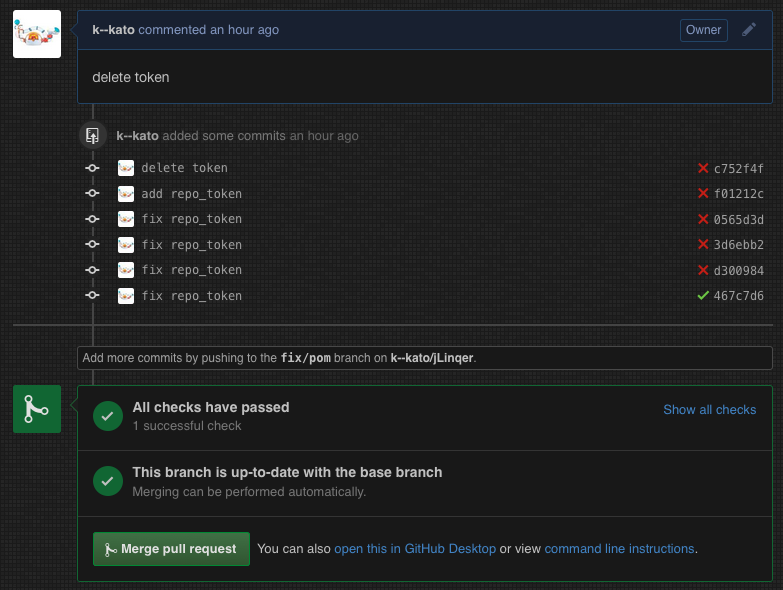 k--kato commented an hour ago Owner
delete token
k--kato added some commits an hour ago
delete token c752f4f
add repo_token f01212c
fix repo_token 0565d3d
fix repo_token 3d6ebb2
fix repo_token d300984
fix repo_token 467c7d6
Add more commits by pushing to the fix/pom branch on k--kato/jLinqer.
All checks have passed Show all checks
1 successful check
This branch is up-to-date with the base branch
Merging can be performed automatically.
Merge pull request You can also open this in GitHub Desktop or view command line instructions.